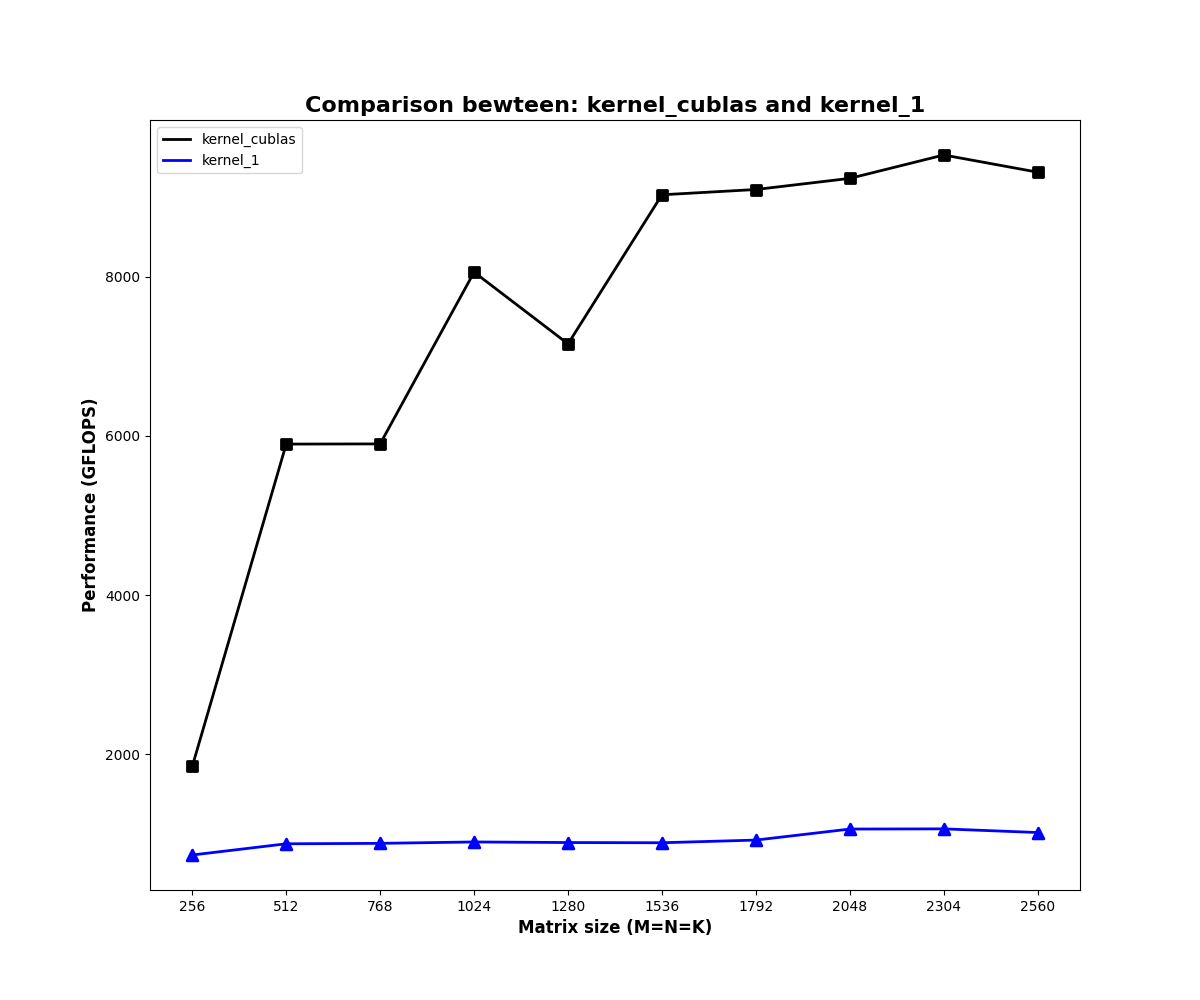 Comparison bewteen: kernel_cublas and kernel_1
kernel_cublas
kernel_1
8000
6000
4000
2000
Performance (GFLOPS)
256 512 768 1024 1280 1536 1792 2048 2304 2560
Matrix size (M=N=K)